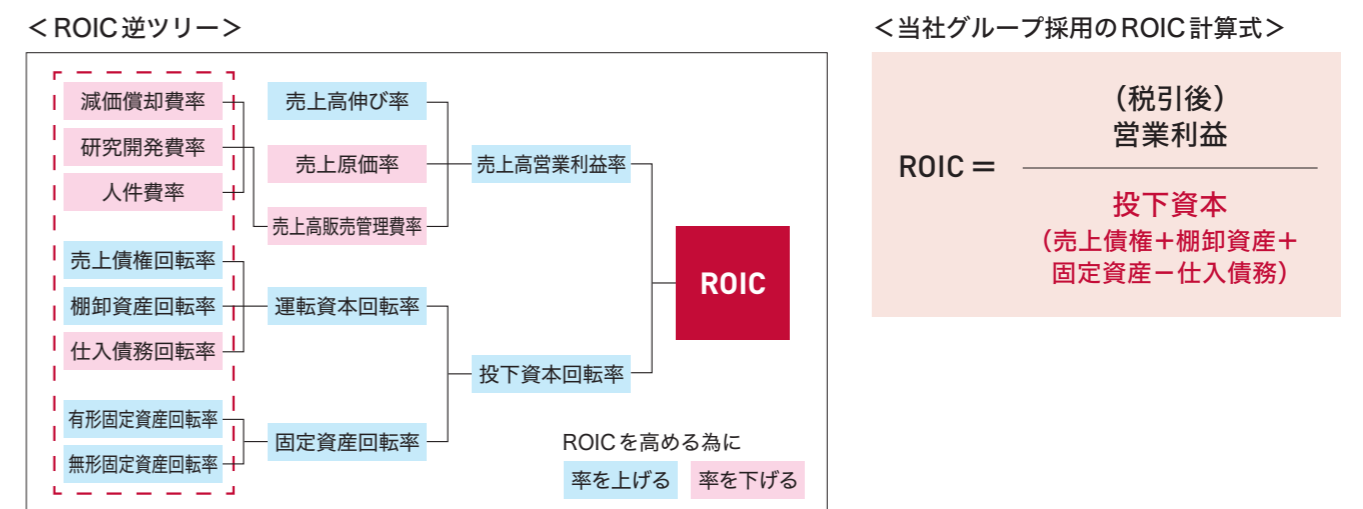 ＜ROIC逆ツリー＞
減価償却費率
研究開発費率
人件費率
売上債権回転率
棚卸資産回転率
仕入債務回転率
有形固定資産回転率
無形固定資産回転率
売上高伸び率
売上原価率
売上高販売管理費率
運転資本回転率
固定資産回転率
売上高営業利益率
投下資本回転率
ROIC
ROICを高める為に
率を上げる 率を下げる
＜当社グループ採用のROIC計算式＞
（税引後）
営業利益
ROIC＝
投下資本
（売上債権＋棚卸資産＋
固定資産－仕入債務）